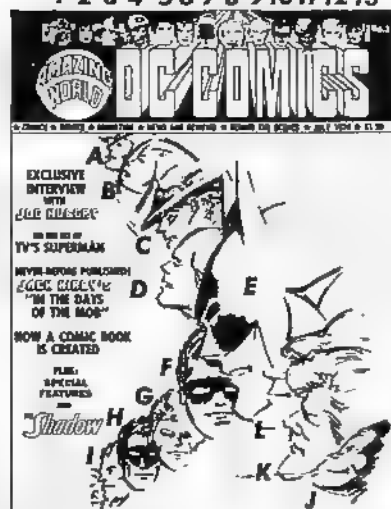 1 2 3 4 5 6 7 8 9 10 11 12 13
AMAZING
WORLD
OF
DC COMICS
EXCLUSIVE
INTERVIEW
WITH
JOE KUBERT
TV'S SUPERMAN
NEVER-BEFORE PUBLISHED!
JACK KIRBY'S
"IN THE DAYS
OF THE MOB"
HOW A COMIC BOOK
IS CREATED
PLUS:
SPECIAL
FEATURES
AND
The Shadow
A
B
C
D
E
F
G
H
I
L
K
J